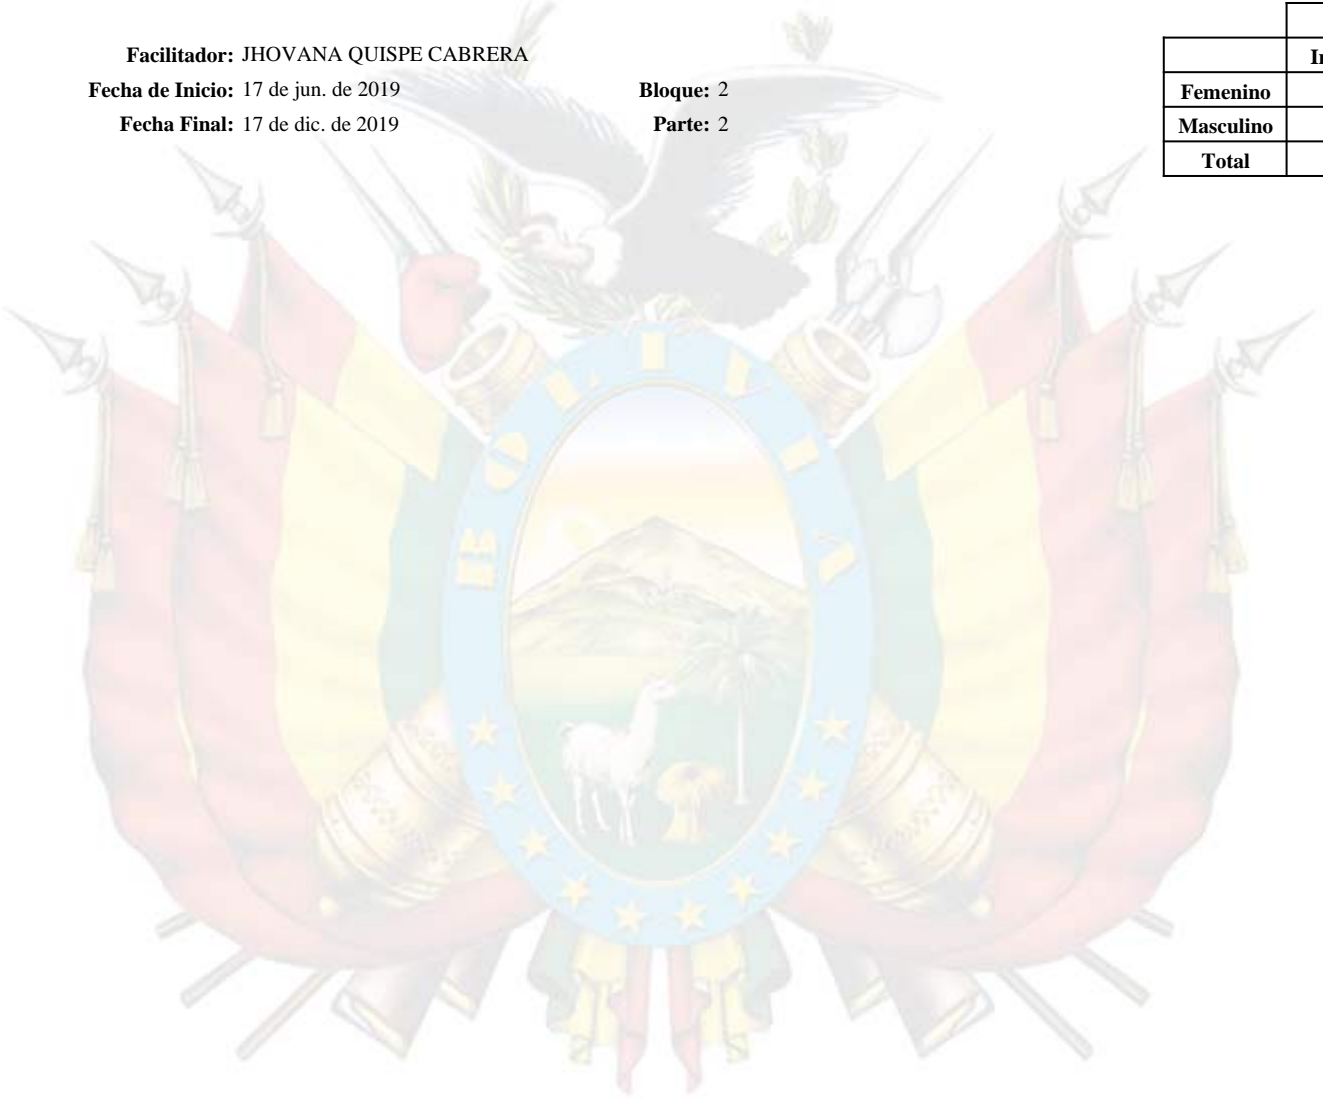 Facilitador: JHOVANA QUISPE CABRERA
Fecha de Inicio: 17 de jun. de 2019 Bloque: 2
Fecha Final: 17 de dic. de 2019 Parte: 2
Femenino
Masculino
Total
BOLIVIA